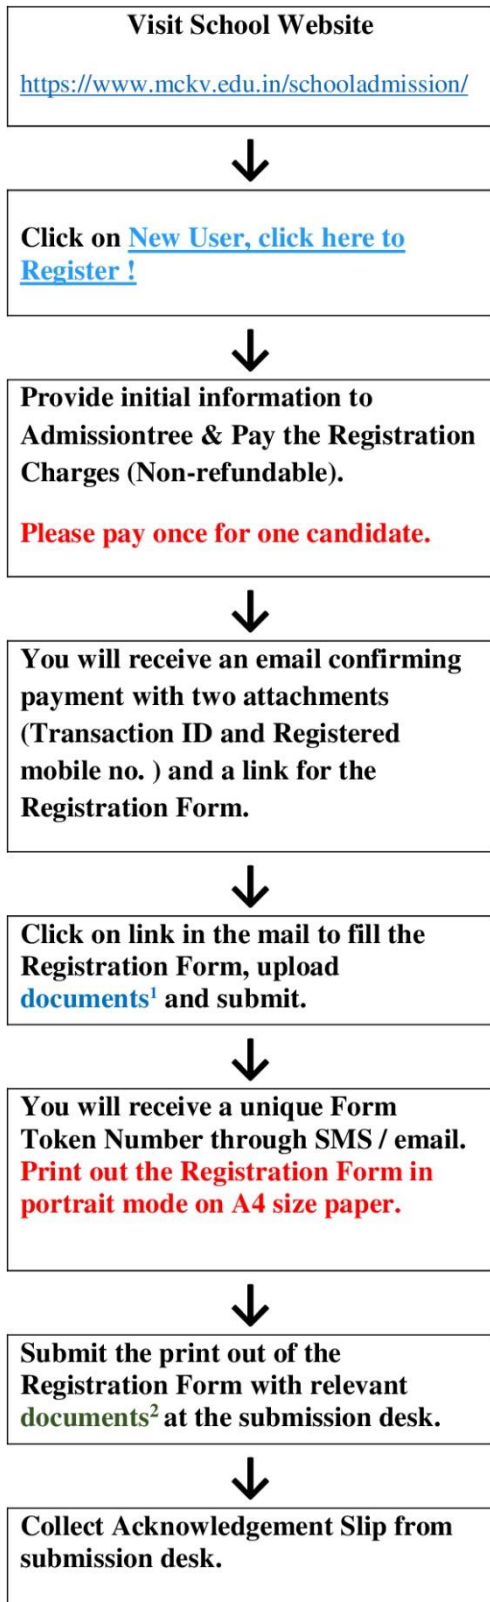 Visit School Website
https://www.mckv.edu.in/schooladmission/
Click on New User, click here to
Register !
Provide initial information to
Admissiontree & Pay the Registration
Charges (Non-refundable).
Please pay once for one candidate.
You will receive an email confirming
payment with two attachments
(Transaction ID and Registered
mobile no. ) and a link for the
Registration Form.
Click on link in the mail to fill the
Registration Form, upload
documents¹ and submit.
You will receive a unique Form
Token Number through SMS / email.
Print out the Registration Form in
portrait mode on A4 size paper.
Submit the print out of the
Registration Form with relevant
documents² at the submission desk.
Collect Acknowledgement Slip from
submission desk.